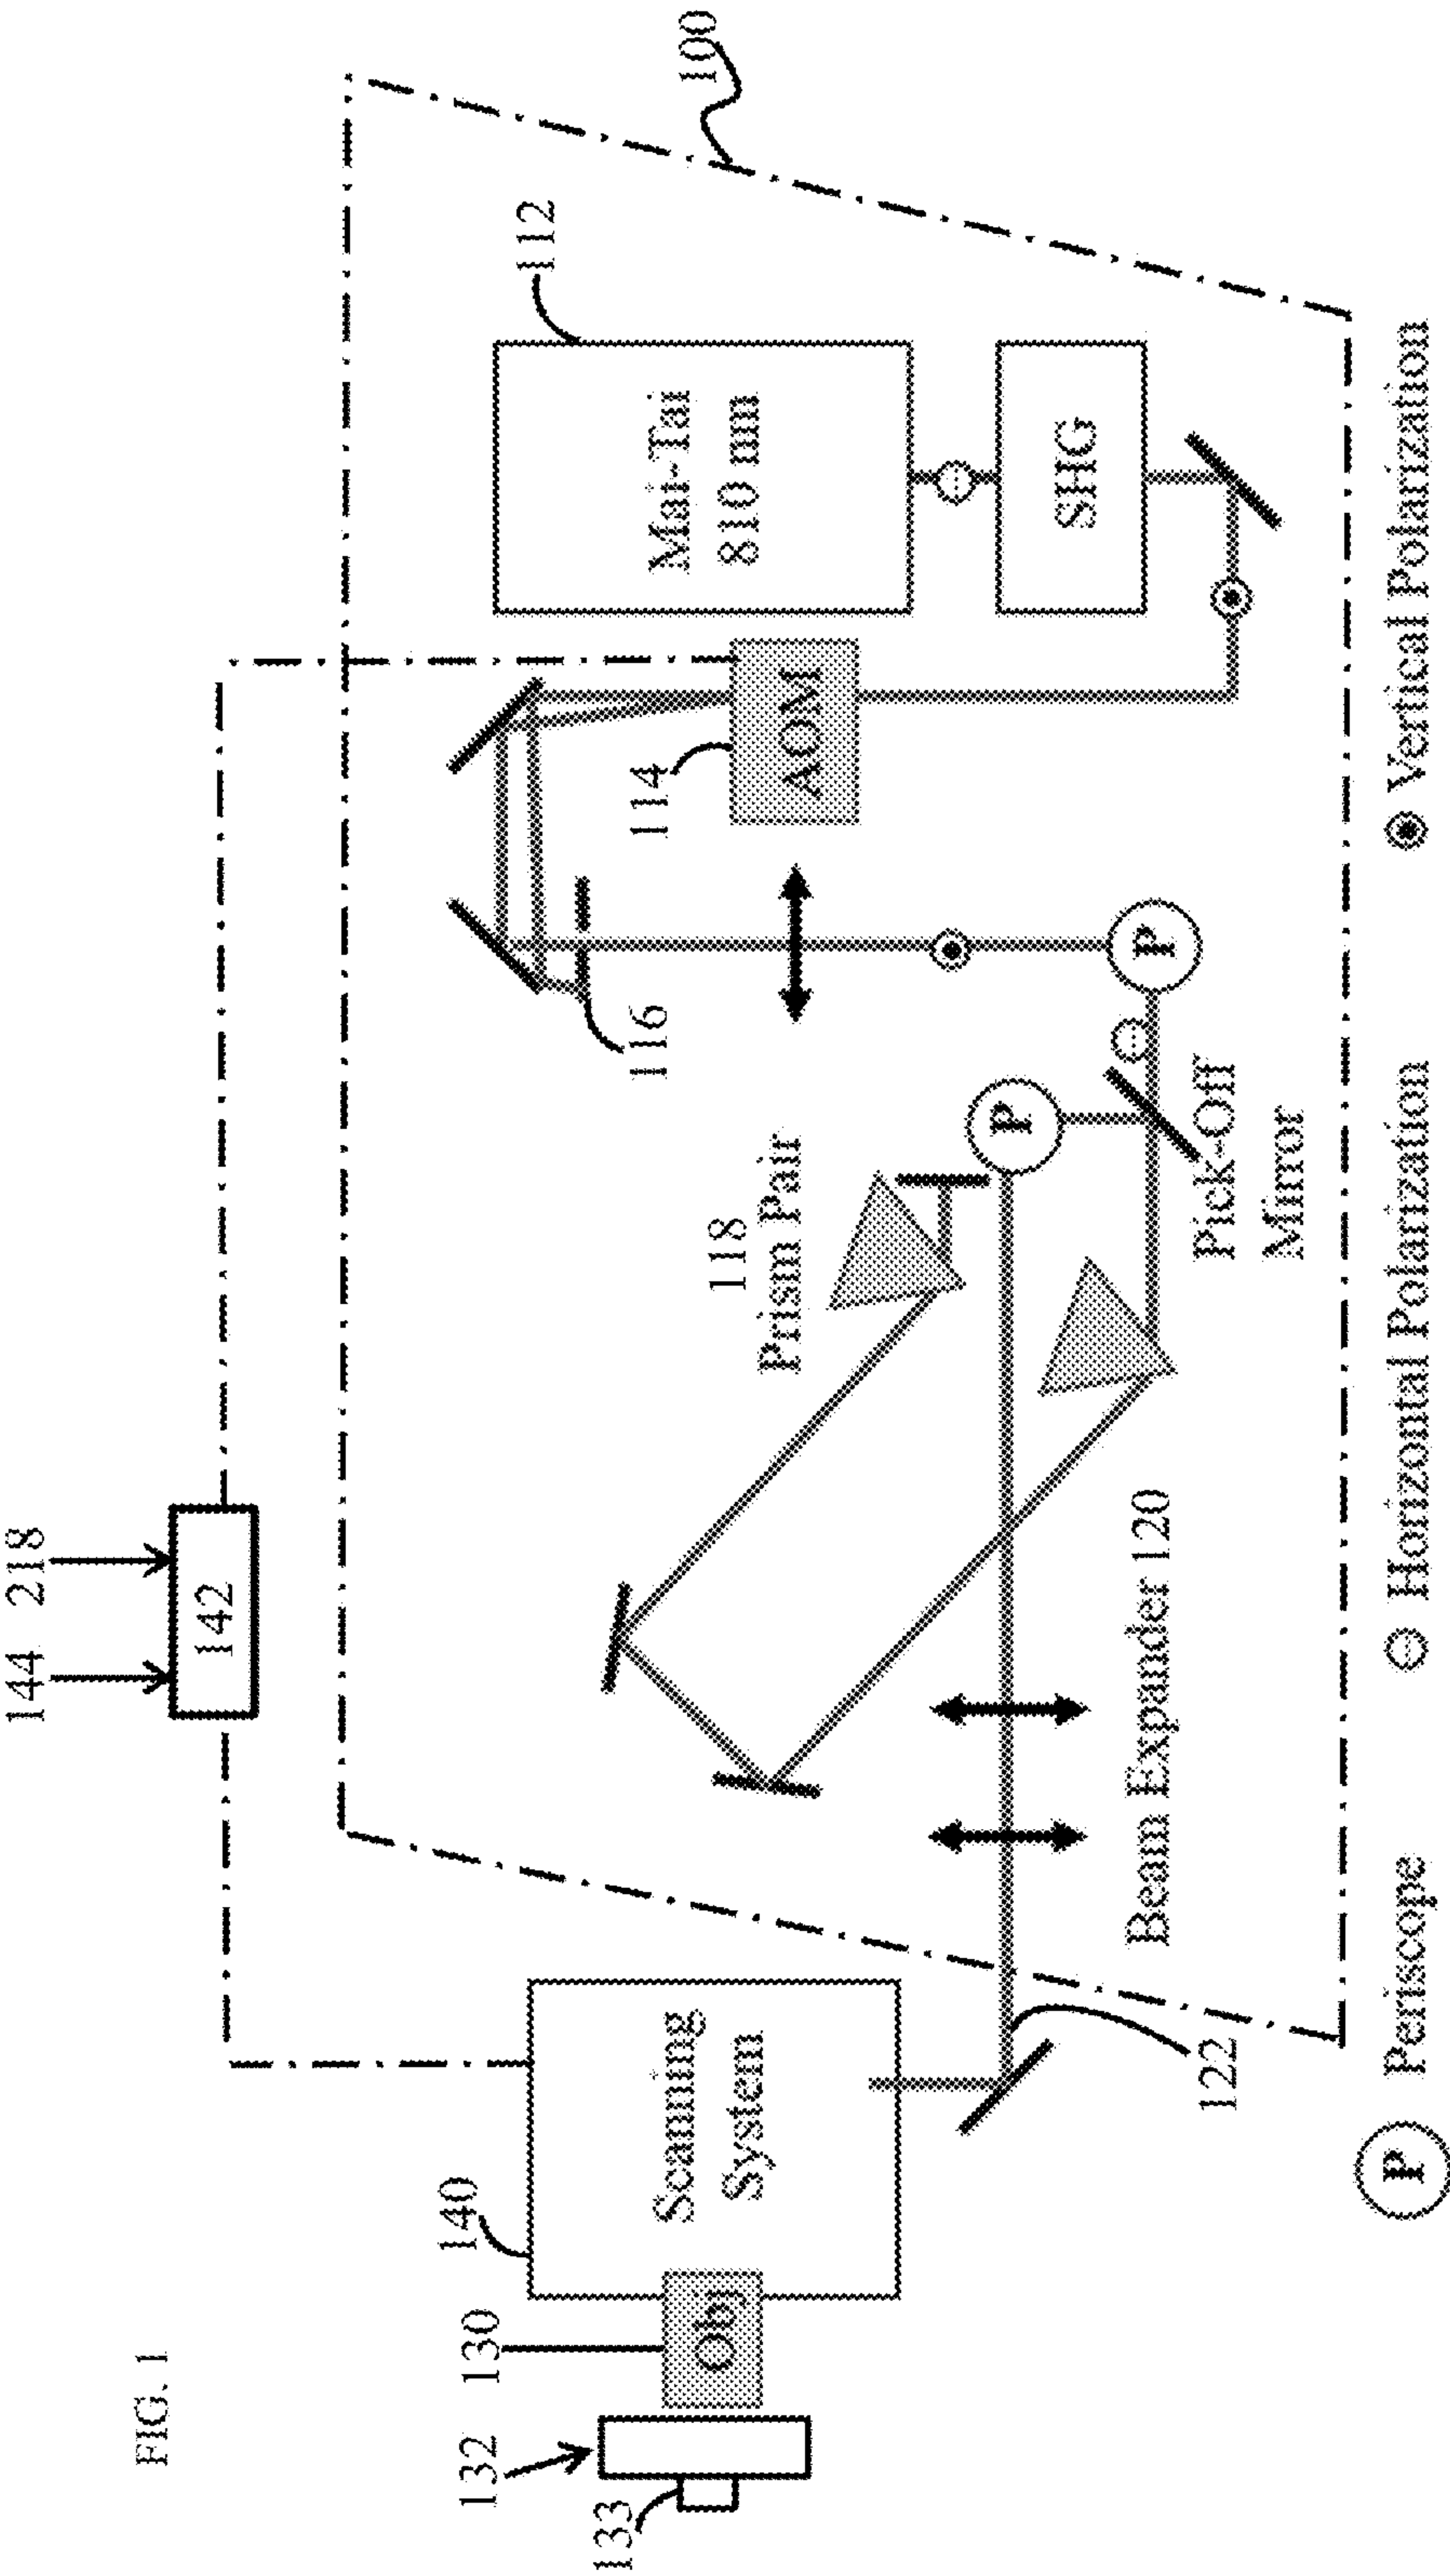 FIG. 1
144
218
142
100
112
Mai-Tai
810 nm
SHG
AOM
114
116
P
P
118
Prism Pair
Pick-Off
Mirror
Beam Expander 120
122
140
Scanning
System
130
Obj
132
133
P
Periscope
Horizontal Polarization
Vertical Polarization